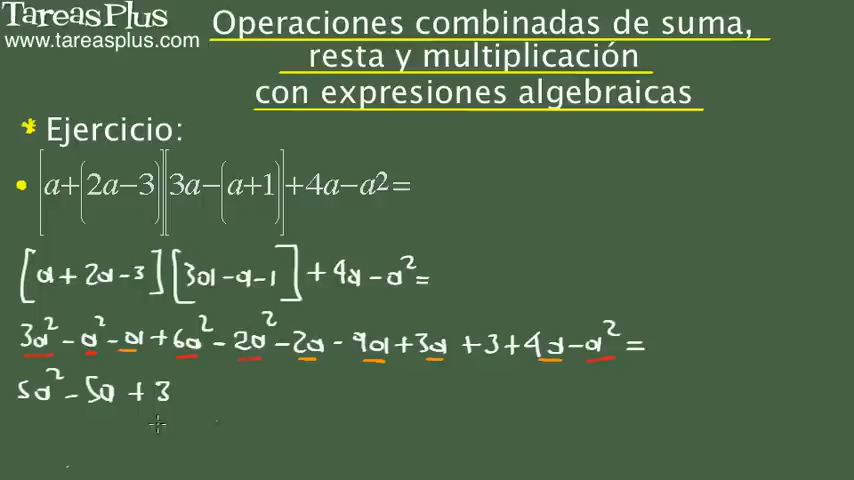 TareasPlus
www.tareasplus.com
Operaciones combinadas de suma,
resta y multiplicación
con expresiones algebraicas
* Ejercicio:
• [a+(2a−3)][3a−(a+1)]+4a−a²=
[a+2a-3][3a-a-1]+4a-a²=
3a²-a²-a+6a²-2a²-2a-9a+3a+3+4a-a²=
5a²-5a+3